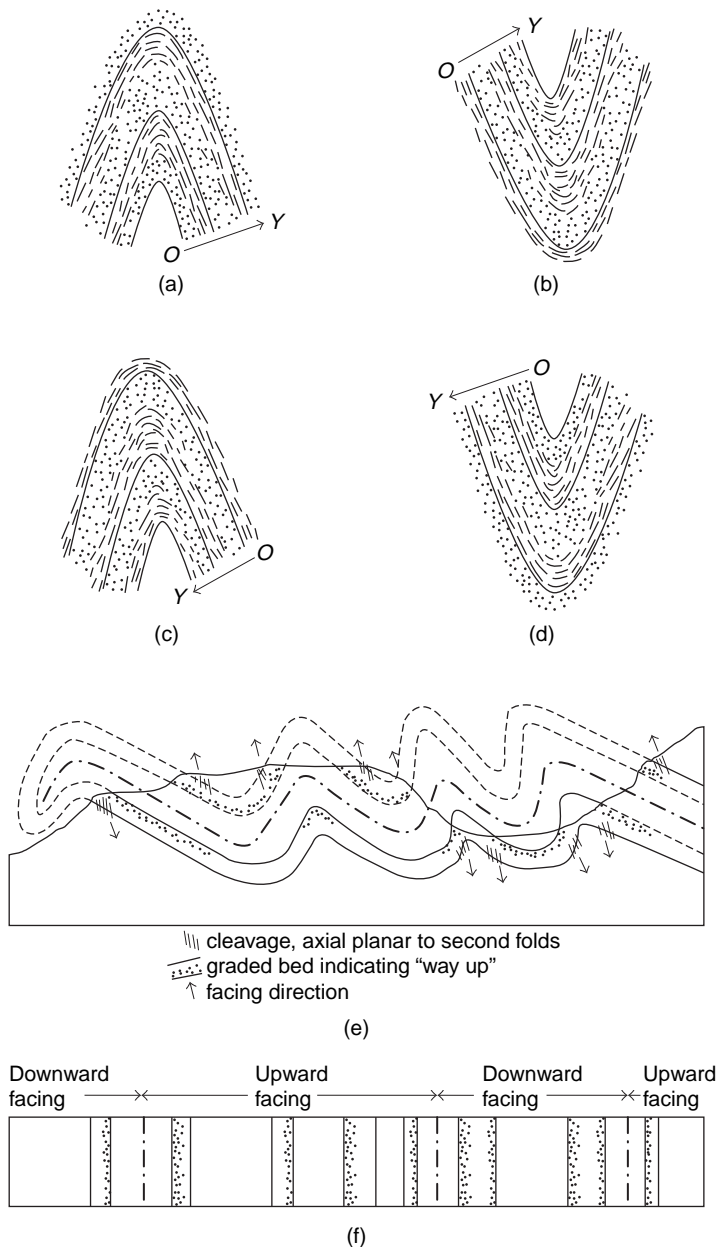 Y
O
O
Y
(a)
(b)
O
Y
O
Y
(c)
(d)
cleavage, axial planar to second folds
graded bed indicating “way up”
facing direction
(e)
Downward facing
Upward facing
Downward facing
Upward facing
(f)